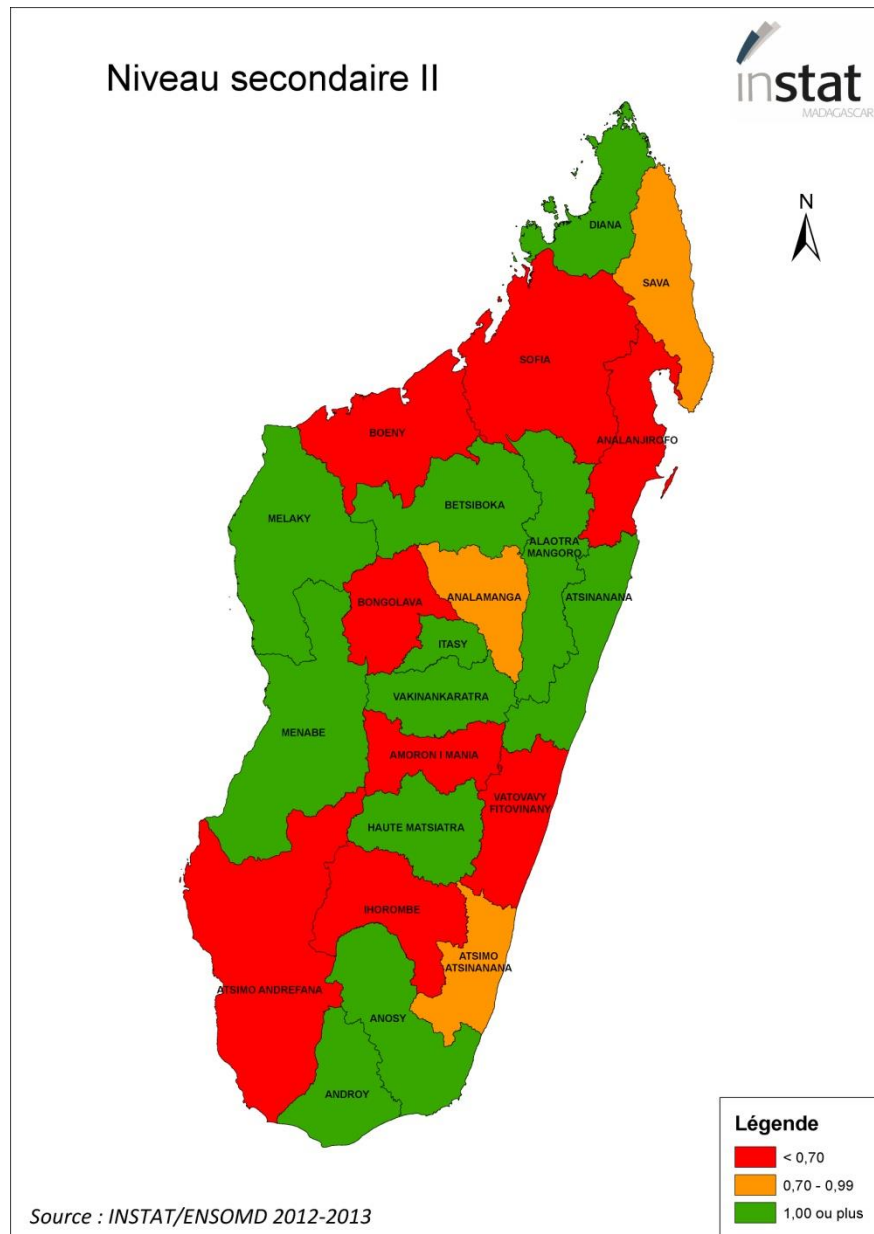 Niveau secondaire II
instat
MADAGASCAR
N
DIANA
SAVA
SOFIA
BOENY
ANALANJIROFO
BETSIBOKA
MELAKY
ALAOTRA
MANGORO
BONGOLAVA
ANALAMANGA
ATSINANANA
ITASY
VAKINANKARATRA
MENABE
AMORON I MANIA
VATOVAVY
FITOVINANY
HAUTE MATSIATRA
IHOROMBE
ATSIMO
ATSINANANA
ATSIMO ANDREFANA
ANOSY
ANDROY
Légende
< 0,70
0,70 - 0,99
1,00 ou plus
Source : INSTAT/ENSOMD 2012-2013